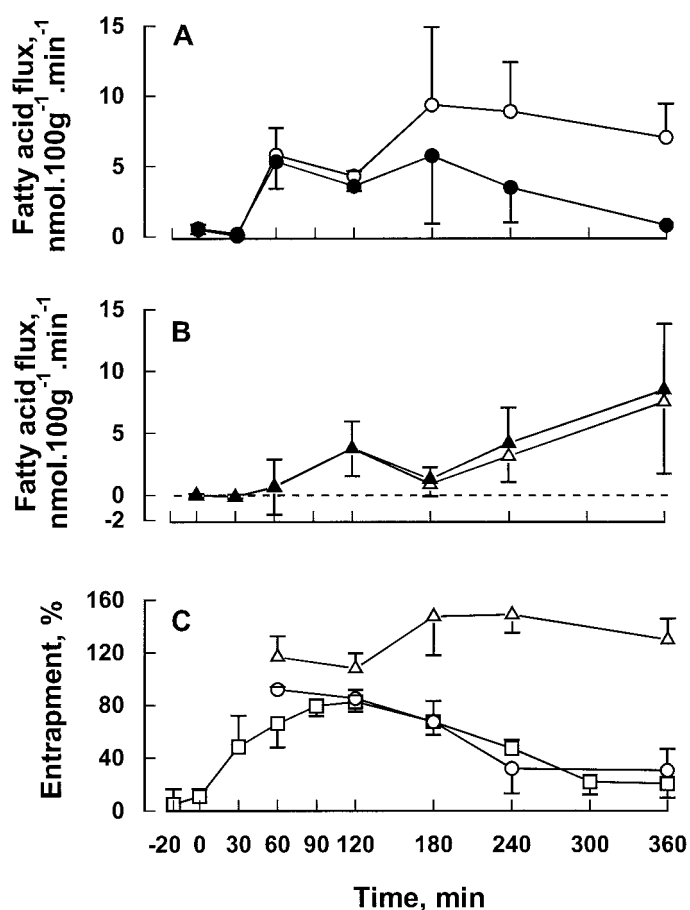 A
Fatty acid flux,
nmol.100g-1.min-1
15
10
5
0
B
Fatty acid flux,
nmol.100g-1.min-1
15
10
5
0
-2
C
Entrapment, %
160
120
80
40
0
-20 0 30 60 90 120 180 240 300 360
Time, min